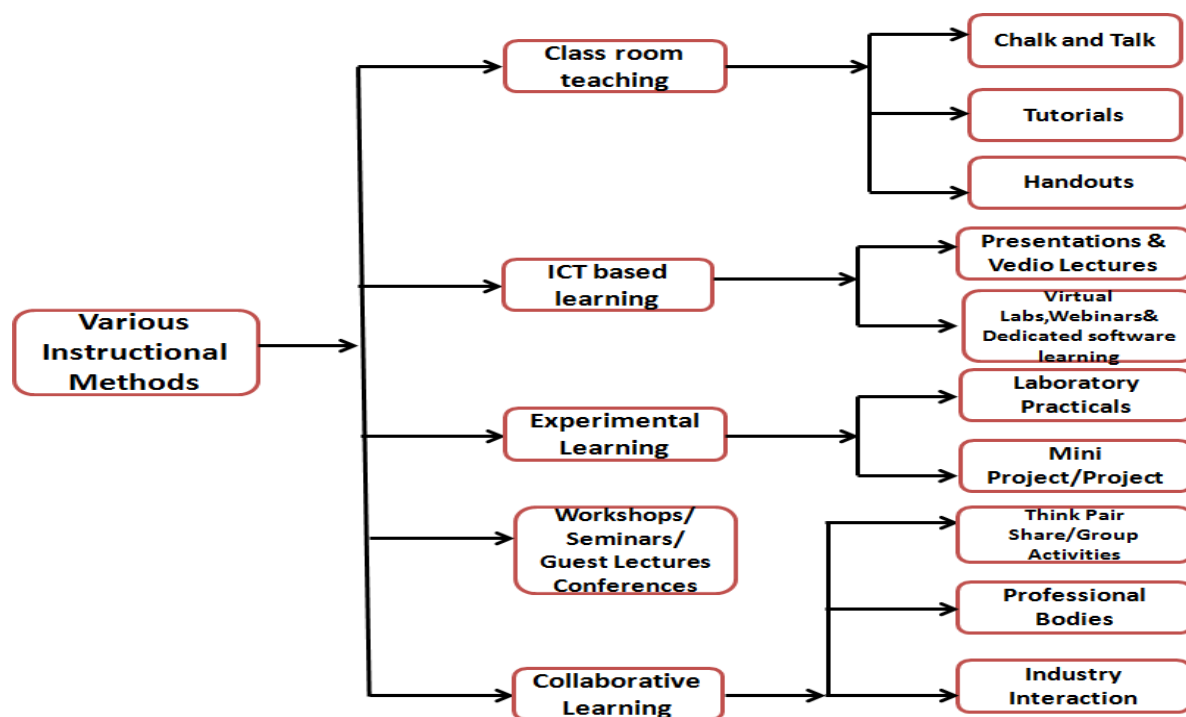 Various
Instructional
Methods
Class room
teaching
Chalk and Talk
Tutorials
Handouts
ICT based
learning
Presentations &
Vedio Lectures
Virtual
Labs,Webinars&
Dedicated software
learning
Experimental
Learning
Laboratory
Practicals
Mini
Project/Project
Workshops/
Seminars/
Guest Lectures
Conferences
Collaborative
Learning
Think Pair
Share/Group
Activities
Professional
Bodies
Industry
Interaction